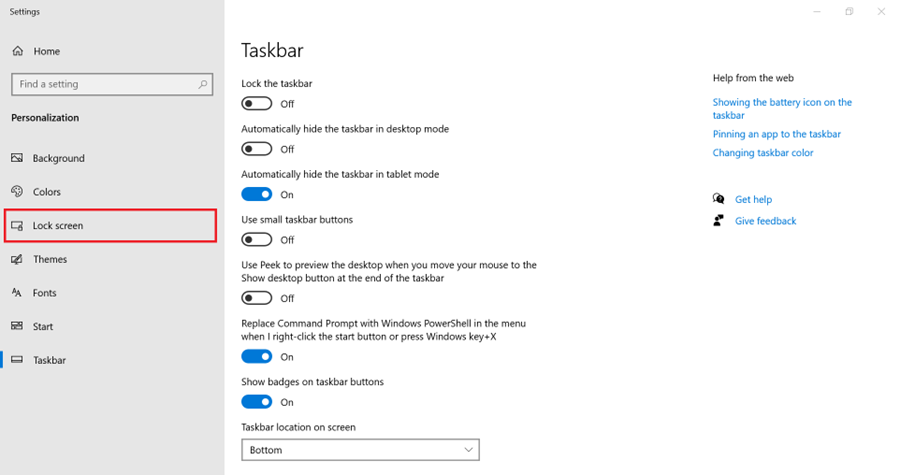 Settings
Home
Find a setting
Personalization
Background
Colors
Lock screen
Themes
Fonts
Start
Taskbar
Taskbar
Lock the taskbar
Off
Automatically hide the taskbar in desktop mode
Off
Automatically hide the taskbar in tablet mode
On
Use small taskbar buttons
Off
Use Peek to preview the desktop when you move your mouse to the
Show desktop button at the end of the taskbar
Off
Replace Command Prompt with Windows PowerShell in the menu
when I right-click the start button or press Windows key+X
On
Show badges on taskbar buttons
On
Taskbar location on screen
Bottom
Help from the web
Showing the battery icon on the
taskbar
Pinning an app to the taskbar
Changing taskbar color
Get help
Give feedback